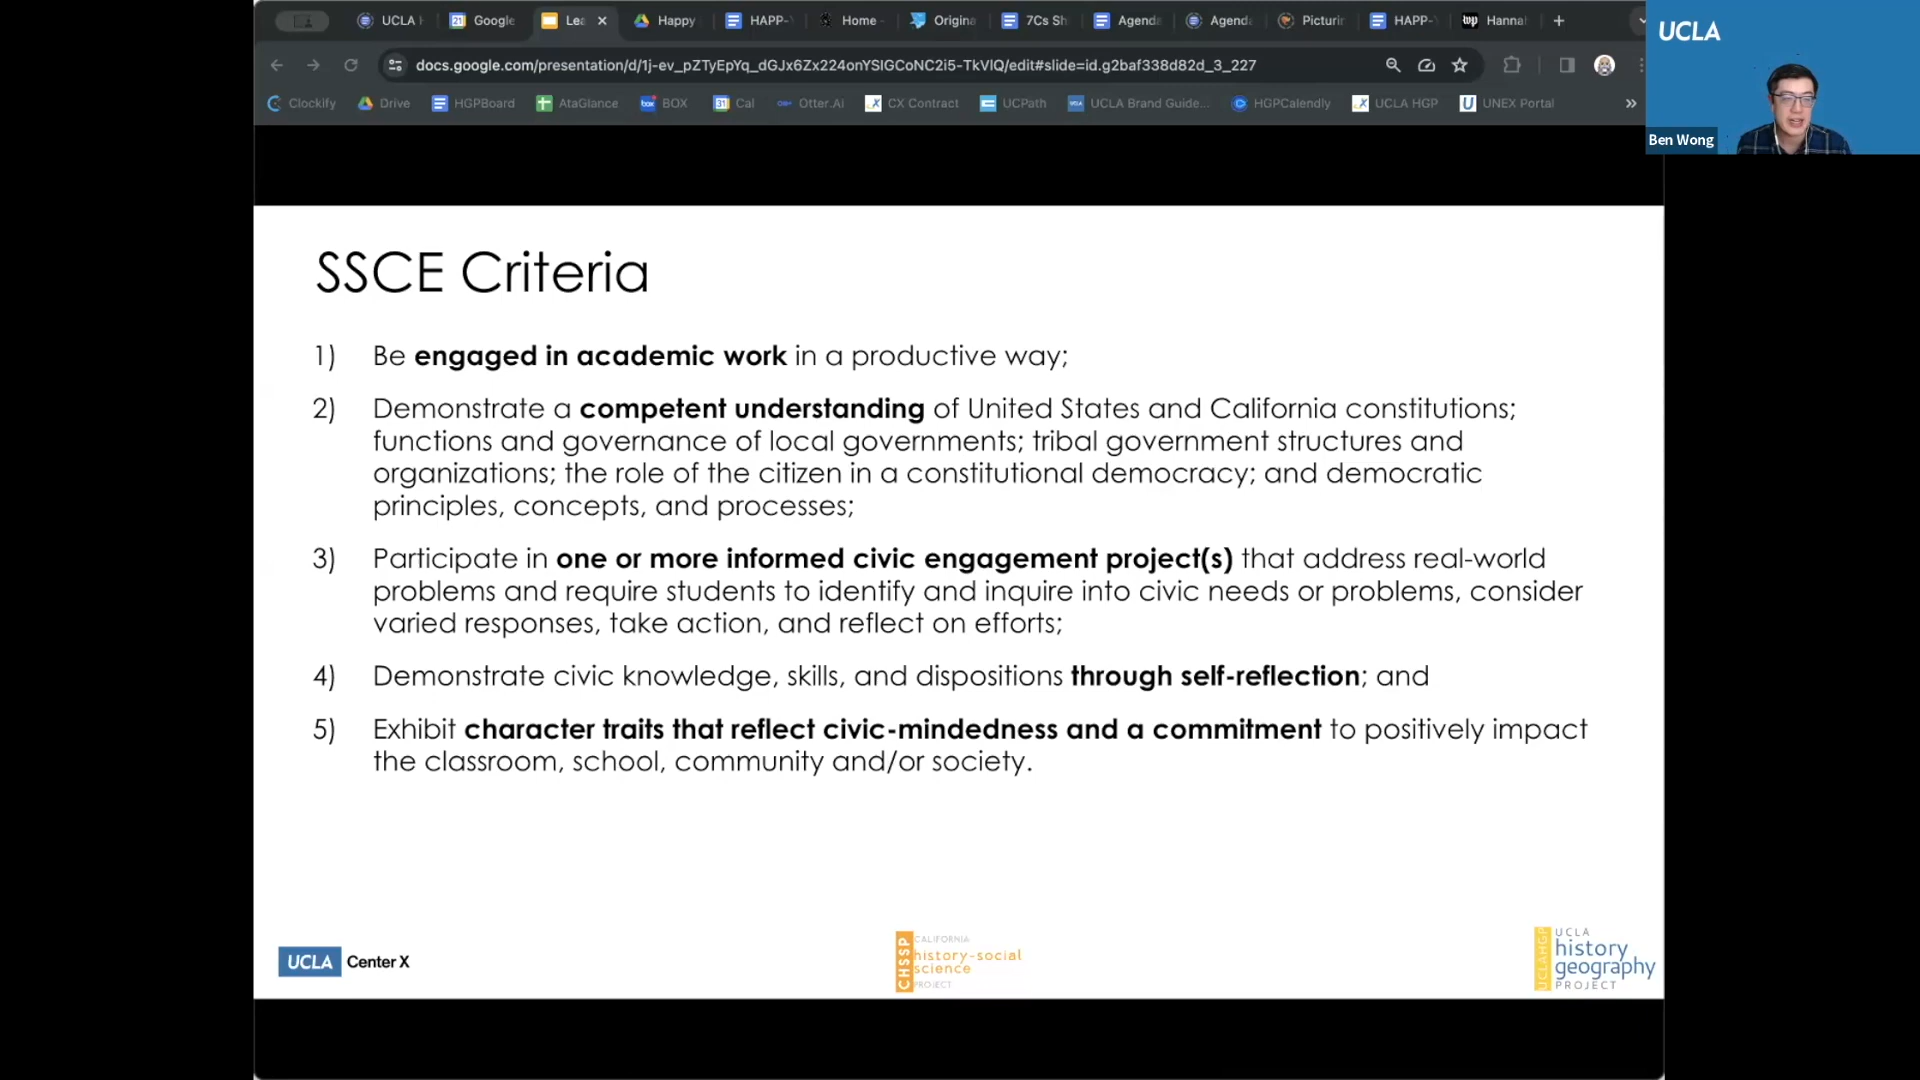 UCLA H
Google
Lea
Happy
HAPP-
Home -
Origina
7Cs Sh
Agenda
Agenda
Picturin
HAPP-
wp Hannah
docs.google.com/presentation/d/1j-ev_pZTyEpYq_dGJx6Zx224onYSIGCoNC2i5-TkVlQ/edit#slide=id.g2baf338d82d_3_227
Clockify
Drive
HGPBoard
AtaGlance
box BOX
31 Cal
Otter.AI
CX Contract
UCPath
UCLA Brand Guide...
HGPCalendly
UCLA HGP
U UNEX Portal
»
UCLA
Ben Wong
SSCE Criteria
1) Be engaged in academic work in a productive way;
2) Demonstrate a competent understanding of United States and California constitutions;
functions and governance of local governments; tribal government structures and
organizations; the role of the citizen in a constitutional democracy; and democratic
principles, concepts, and processes;
3) Participate in one or more informed civic engagement project(s) that address real-world
problems and require students to identify and inquire into civic needs or problems, consider
varied responses, take action, and reflect on efforts;
4) Demonstrate civic knowledge, skills, and dispositions through self-reflection; and
5) Exhibit character traits that reflect civic-mindedness and a commitment to positively impact
the classroom, school, community and/or society.
UCLA Center X
CHSSP
CALIFORNIA
history-social
science
PROJECT
UCLAHGP
UCLA
history
geography
PROJECT